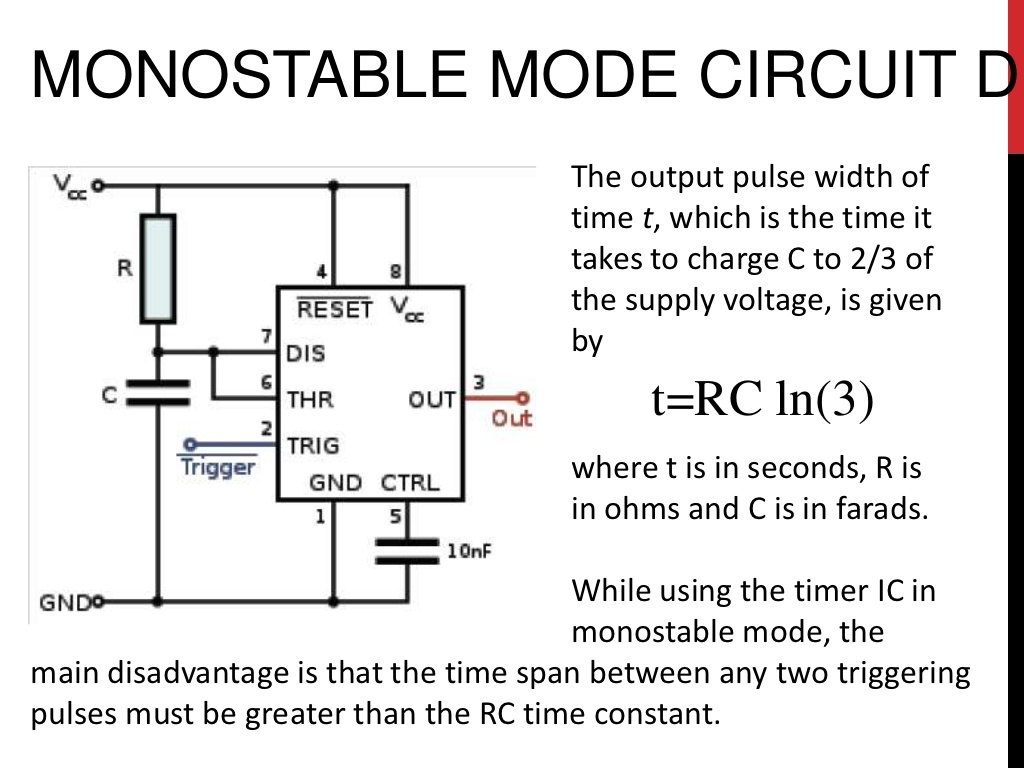 MONOSTABLE MODE CIRCUIT D
Vcc
R
4
8
RESET Vcc
7
DIS
6
THR
C
OUT
3
Out
2
TRIG
Trigger
GND CTRL
1
5
10nF
GND
The output pulse width of
time t, which is the time it
takes to charge C to 2/3 of
the supply voltage, is given
by
t=RC ln(3)
where t is in seconds, R is
in ohms and C is in farads.
While using the timer IC in
monostable mode, the
main disadvantage is that the time span between any two triggering
pulses must be greater than the RC time constant.